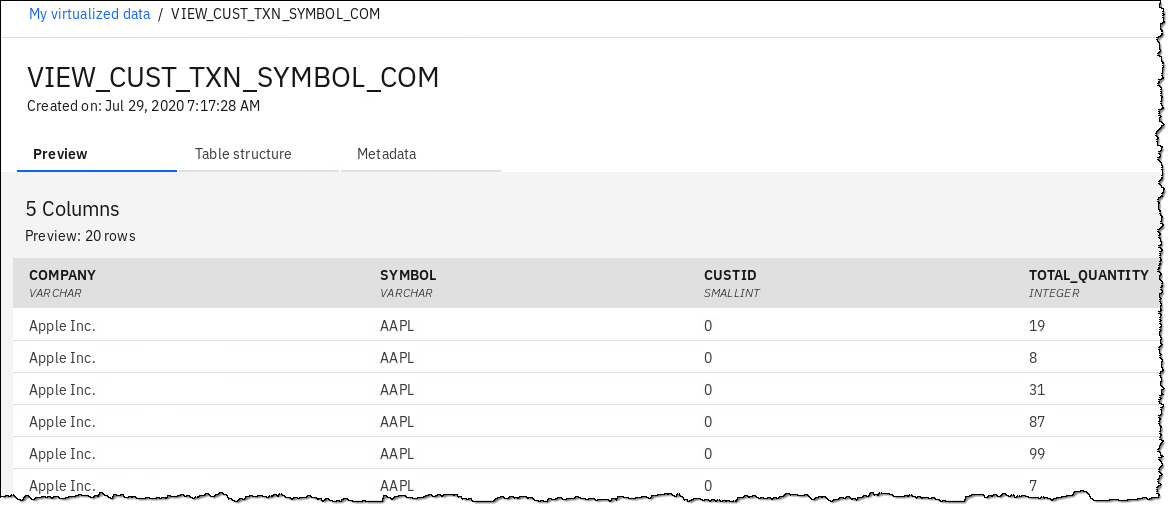 My virtualized data / VIEW_CUST_TXN_SYMBOL_COM
VIEW_CUST_TXN_SYMBOL_COM
Created on: Jul 29, 2020 7:17:28 AM
Preview Table structure Metadata
5 Columns
Preview: 20 rows
COMPANY SYMBOL CUSTID TOTAL_QUANTITY
VARCHAR VARCHAR SMALLINT INTEGER
Apple Inc. AAPL 0 19
Apple Inc. AAPL 0 8
Apple Inc. AAPL 0 31
Apple Inc. AAPL 0 87
Apple Inc. AAPL 0 99
Apple Inc. AAPL 0 7